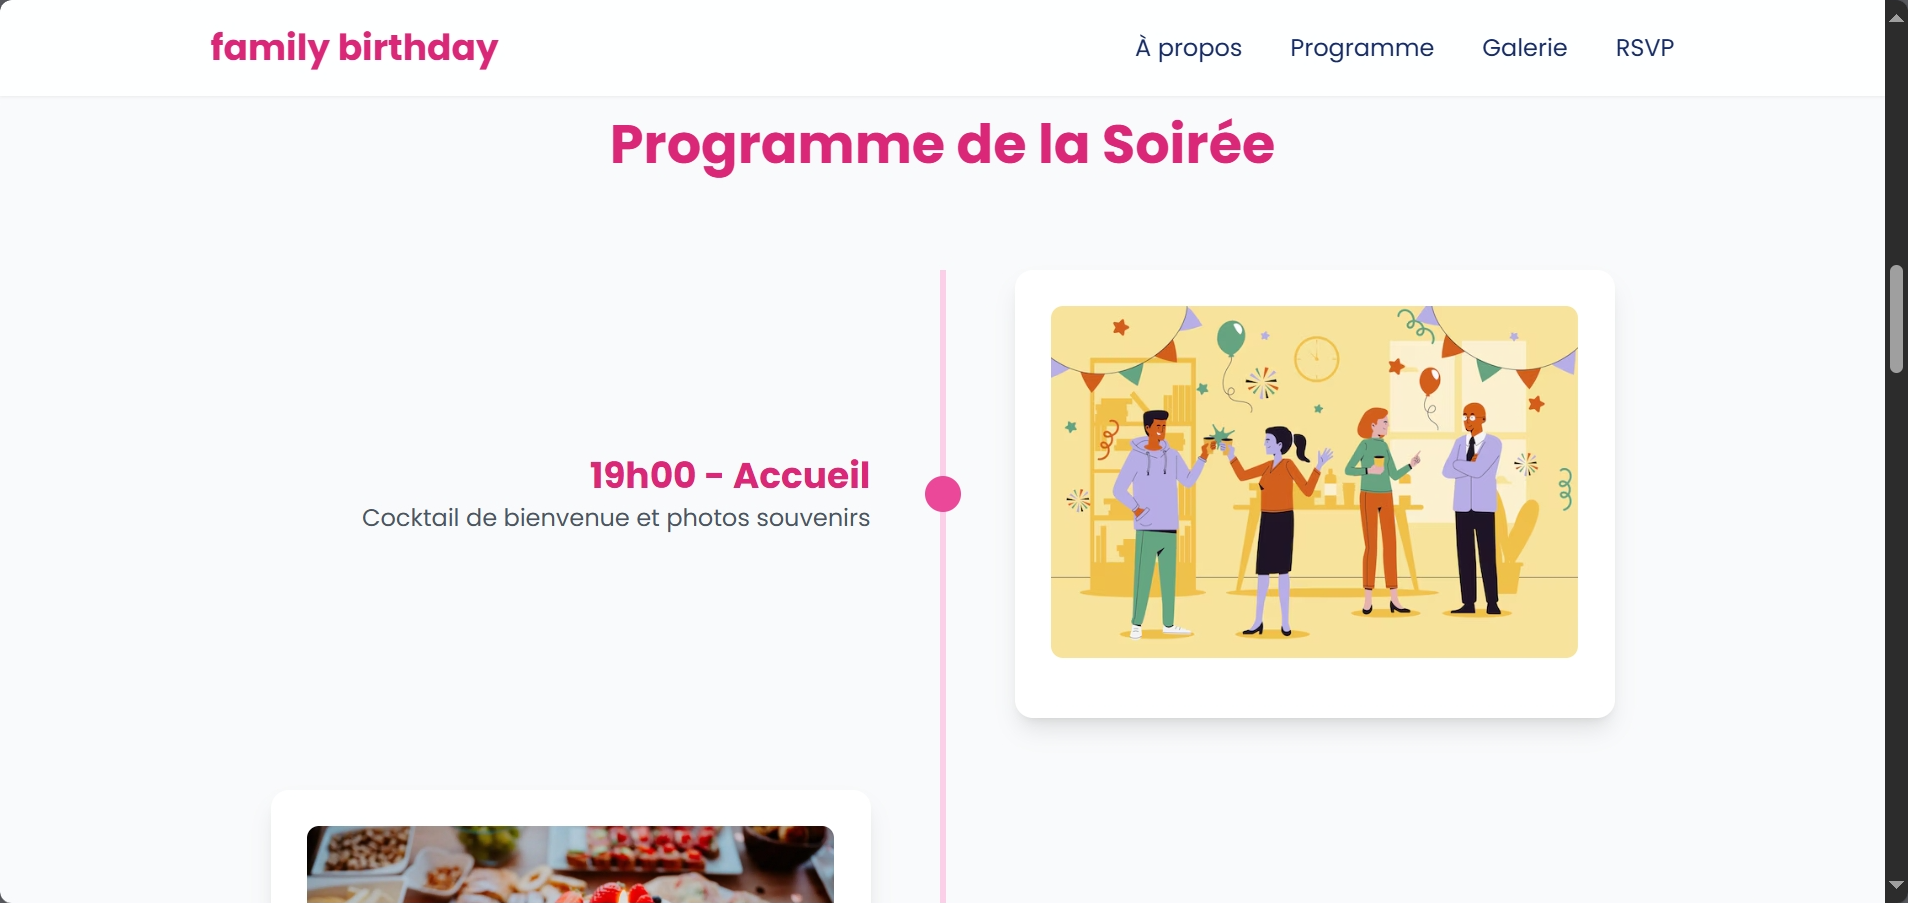 family birthday
À propos
Programme
Galerie
RSVP
Programme de la Soirée
19h00 - Accueil
Cocktail de bienvenue et photos souvenirs